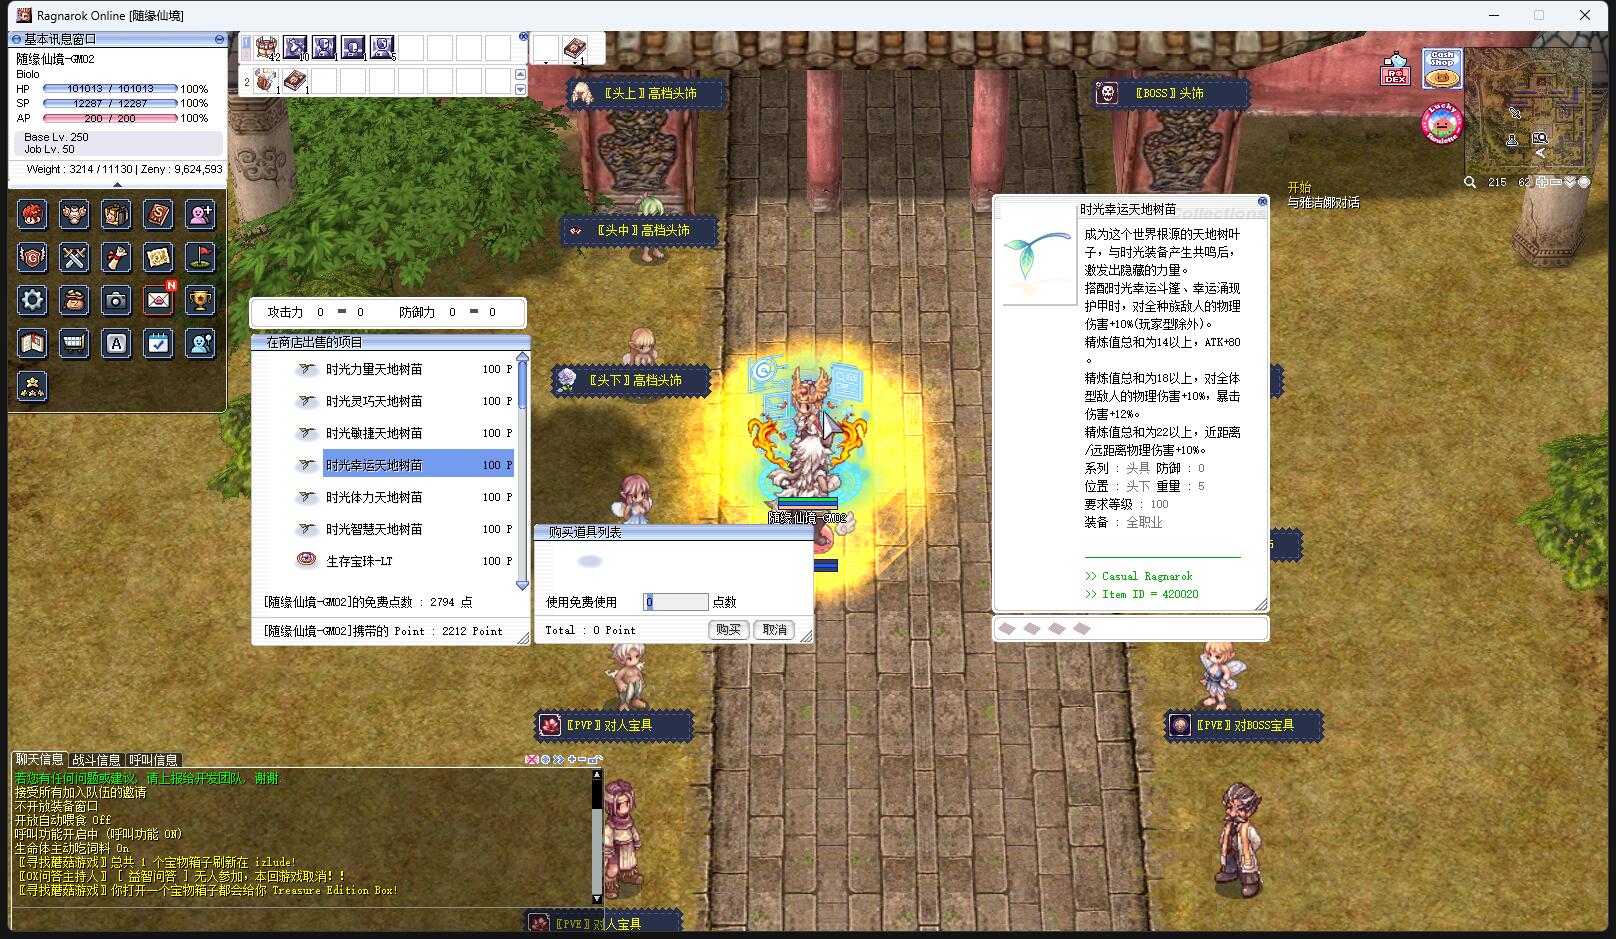 Ragnarok Online [随缘仙境]
基本讯息窗口
随缘仙境-GM02
Biolo
HP 101013 / 101013 100%
SP 12287 / 12287 100%
AP 200 / 200 100%
Base Lv. 250
Job Lv. 50
Weight : 3214 / 11130 | Zeny : 9,624,593
1
42
10
1
1
5
1
2
1
1
〖头上〗高档头饰
〖BOSS〗头饰
RODEX
Cash Shop
Lucky Roulette
215 62
开始
与雅洁娜对话
〖头中〗高档头饰
〖头下〗高档头饰
攻击力 0 - 0 防御力 0 - 0
在商店出售的项目
时光力量天地树苗 100 P
时光灵巧天地树苗 100 P
时光敏捷天地树苗 100 P
时光幸运天地树苗 100 P
时光体力天地树苗 100 P
时光智慧天地树苗 100 P
生存宝珠-LT 100 P
[随缘仙境-GM02]的免费点数 : 2794 点
[随缘仙境-GM02]携带的 Point : 2212 Point
随缘仙境-GM02
购买道具列表
使用免费使用 0 点数
Total : 0 Point
购买
取消
时光幸运天地树苗
Collections
成为这个世界根源的天地树叶
子，与时光装备产生共鸣后，
激发出隐藏的力量。
搭配时光幸运斗篷、幸运涌现
护甲时，对全种族敌人的物理
伤害+10%(玩家型除外)。
精炼值总和为14以上，ATK+80
。
精炼值总和为18以上，对全体
型敌人的物理伤害+10%，暴击
伤害+12%。
精炼值总和为22以上，近距离
/远距离物理伤害+10%。
系列 : 头具 防御 : 0
位置 : 头下 重量 : 5
要求等级 : 100
装备 : 全职业
>> Casual Ragnarok
>> Item ID = 420020
〖PVP〗对人宝具
〖PVE〗对BOSS宝具
聊天信息 战斗信息 呼叫信息
若您有任何问题或建议，请上报给开发团队，谢谢.
接受所有加入队伍的邀请
不开放装备窗口
开放自动喂食 Off
呼叫功能开启中 (呼叫功能 ON)
生命体主动吃饲料 On
〖寻找蘑菇游戏〗总共 1 个宝物箱子刷新在 izlude!
〖OX问答主持人〗 [ 益智问答 ] 无人参加，本回游戏取消！！
〖寻找蘑菇游戏〗你打开一个宝物箱子都会给你 Treasure Edition Box!
〖PVE〗对人宝具